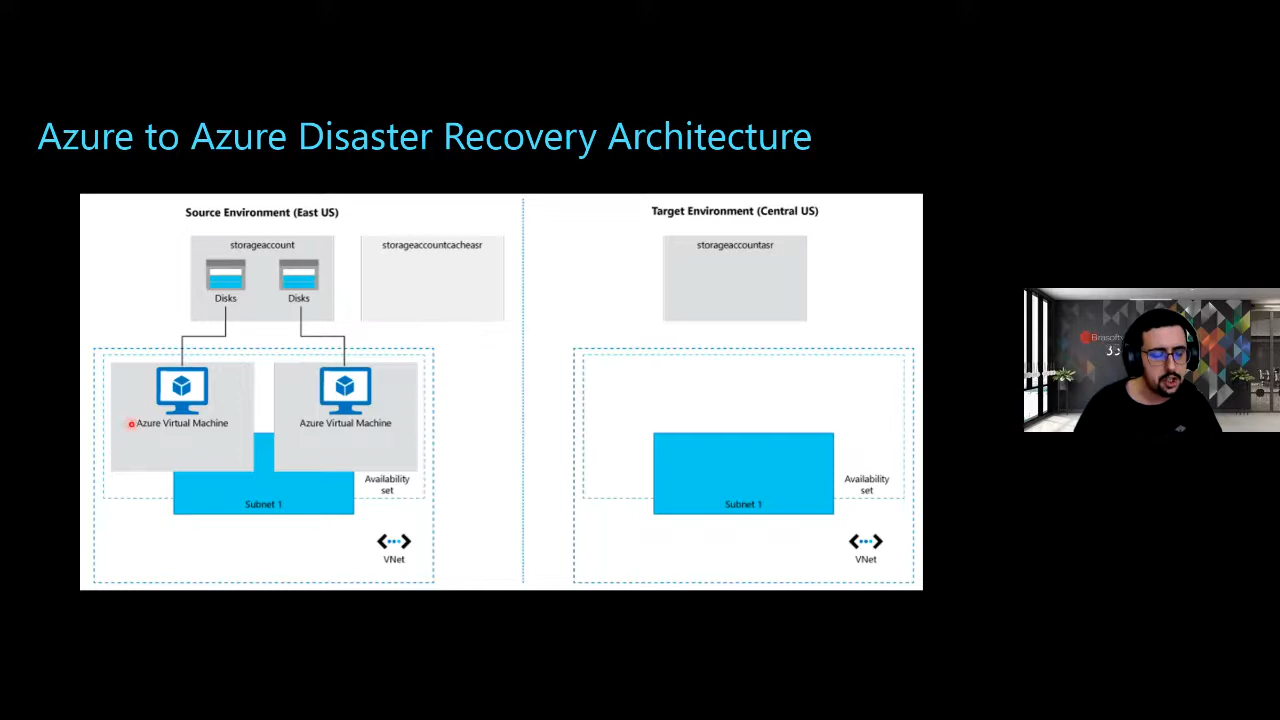 Azure to Azure Disaster Recovery Architecture
Source Environment (East US)
Target Environment (Central US)
storageaccount
storageaccountcacheasr
storageaccountasr
Disks
Disks
Azure Virtual Machine
Azure Virtual Machine
Availability
set
Subnet 1
VNet
Availability
set
Subnet 1
VNet